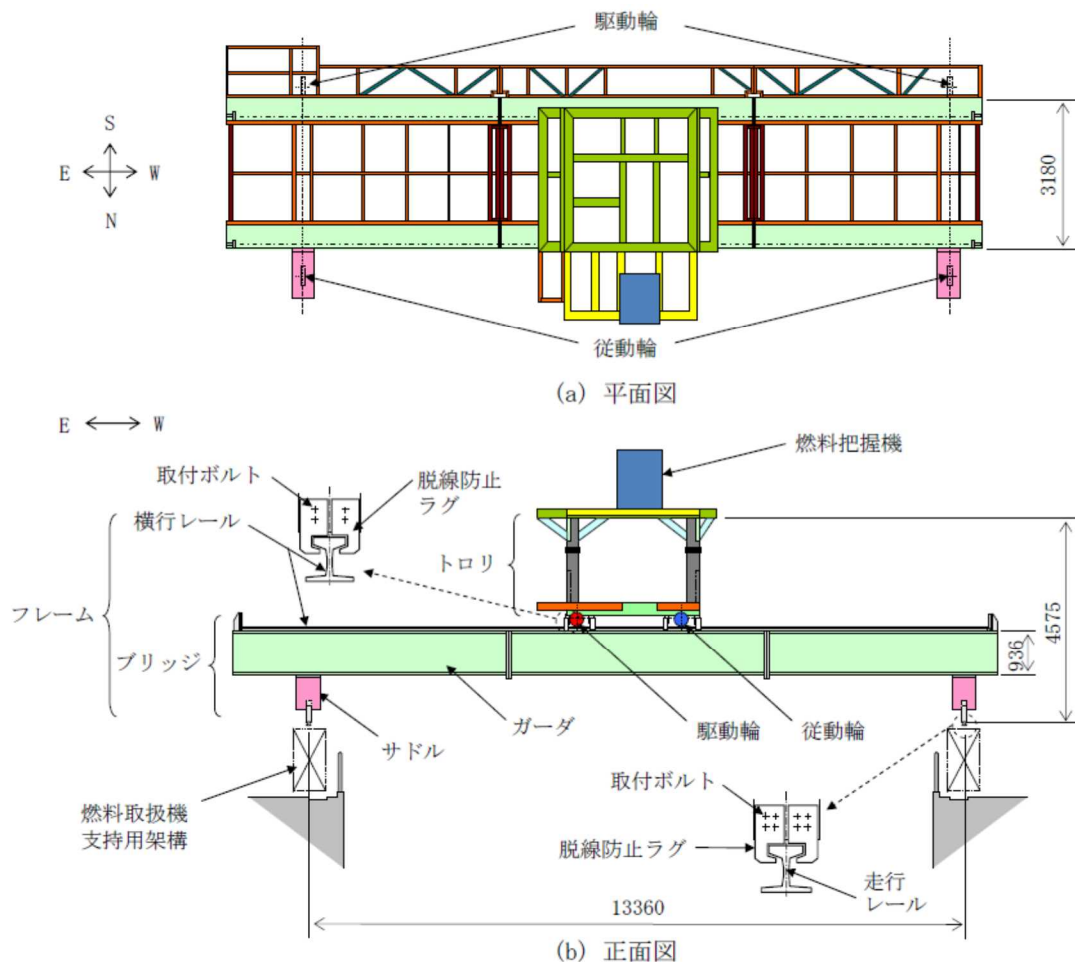 駆動輪
S
E W
N
3180
従動輪
(a) 平面図
E W
燃料把握機
取付ボルト
脱線防止
ラグ
横行レール
トロリ
フレーム
ブリッジ
4575
936
ガーダ
サドル
駆動輪
従動輪
燃料取扱機
支持用架構
取付ボルト
脱線防止ラグ
走行
レール
13360
(b) 正面図